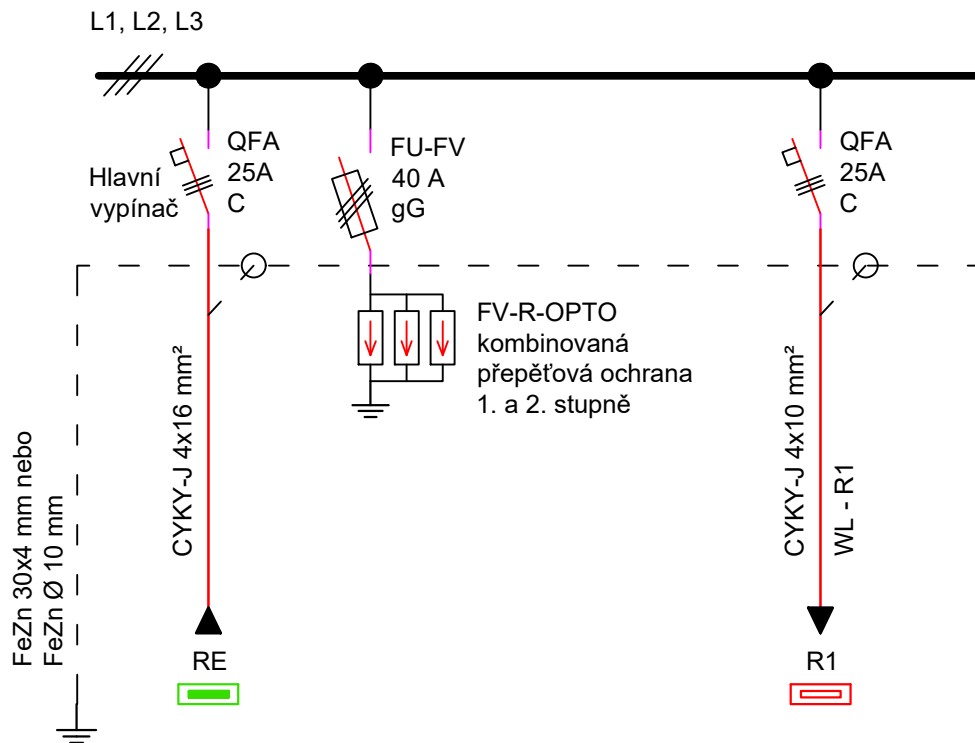 L1, L2, L3
Hlavní
vypínač
QFA
25A
C
FU-FV
40 A
gG
QFA
25A
C
FV-R-OPTO
kombinovaná
přepěťová ochrana
1. a 2. stupně
FeZn 30x4 mm nebo
FeZn Ø 10 mm
CYKY-J 4x16 mm²
CYKY-J 4x10 mm²
WL - R1
RE
R1